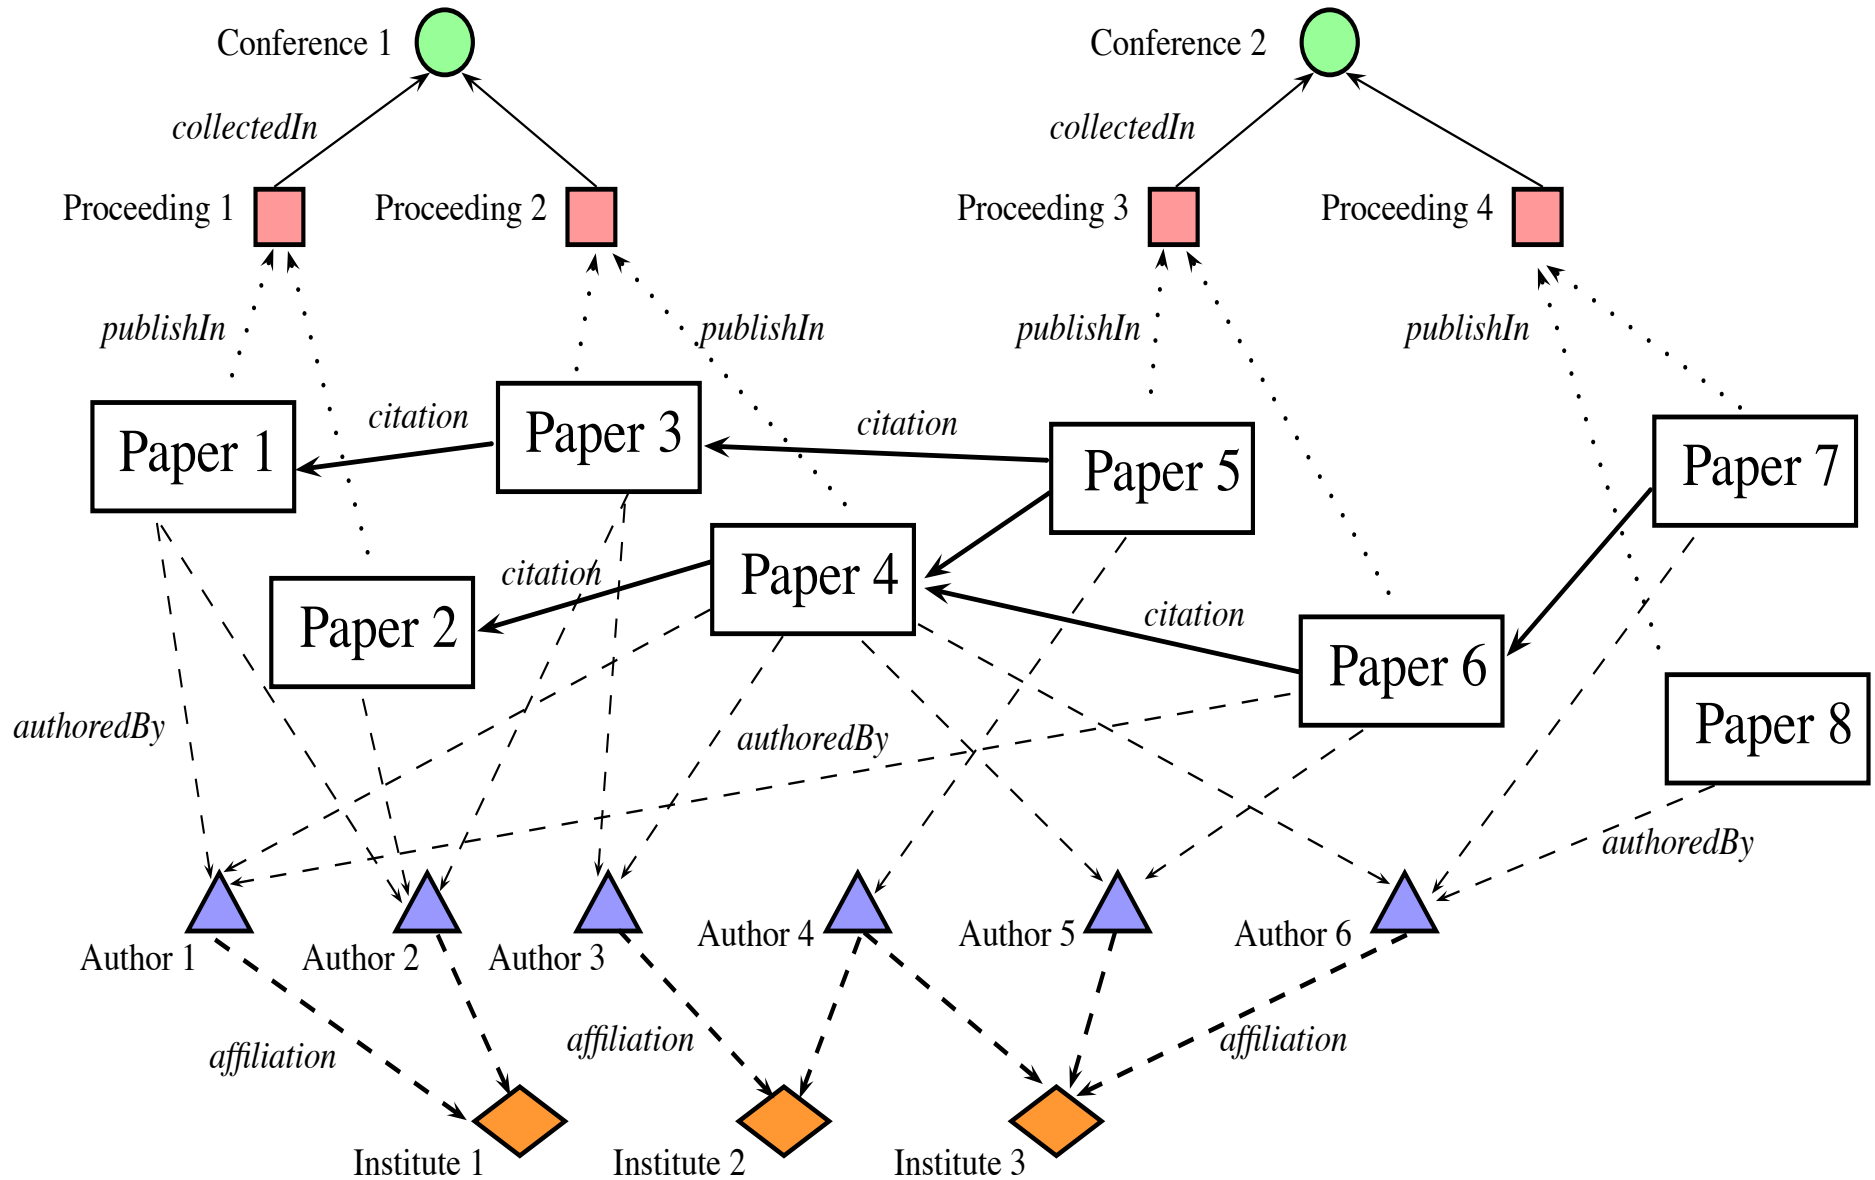 Conference 1
Conference 2
collectedIn
collectedIn
Proceeding 1
Proceeding 2
Proceeding 3
Proceeding 4
publishIn
publishIn
publishIn
publishIn
citation
citation
Paper 1
Paper 3
Paper 5
Paper 7
citation
Paper 4
citation
Paper 2
Paper 6
authoredBy
authoredBy
Paper 8
authoredBy
Author 1
Author 2
Author 3
Author 4
Author 5
Author 6
affiliation
affiliation
affiliation
Institute 1
Institute 2
Institute 3